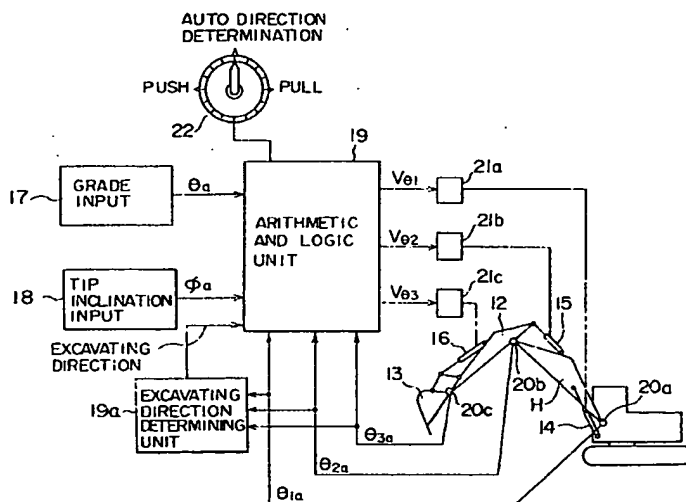 AUTO DIRECTION
DETERMINATION
PUSH
PULL
22
19
17
GRADE
INPUT
θa
ARITHMETIC
AND LOGIC
UNIT
Vθ1
21a
Vθ2
21b
Vθ3
21c
18
TIP
INCLINATION
INPUT
ϕa
EXCAVATING
DIRECTION
12
15
16
13
20b
20a
20c
H
14
19a
EXCAVATING
DIRECTION
DETERMINING
UNIT
θ3a
θ2a
θ1a